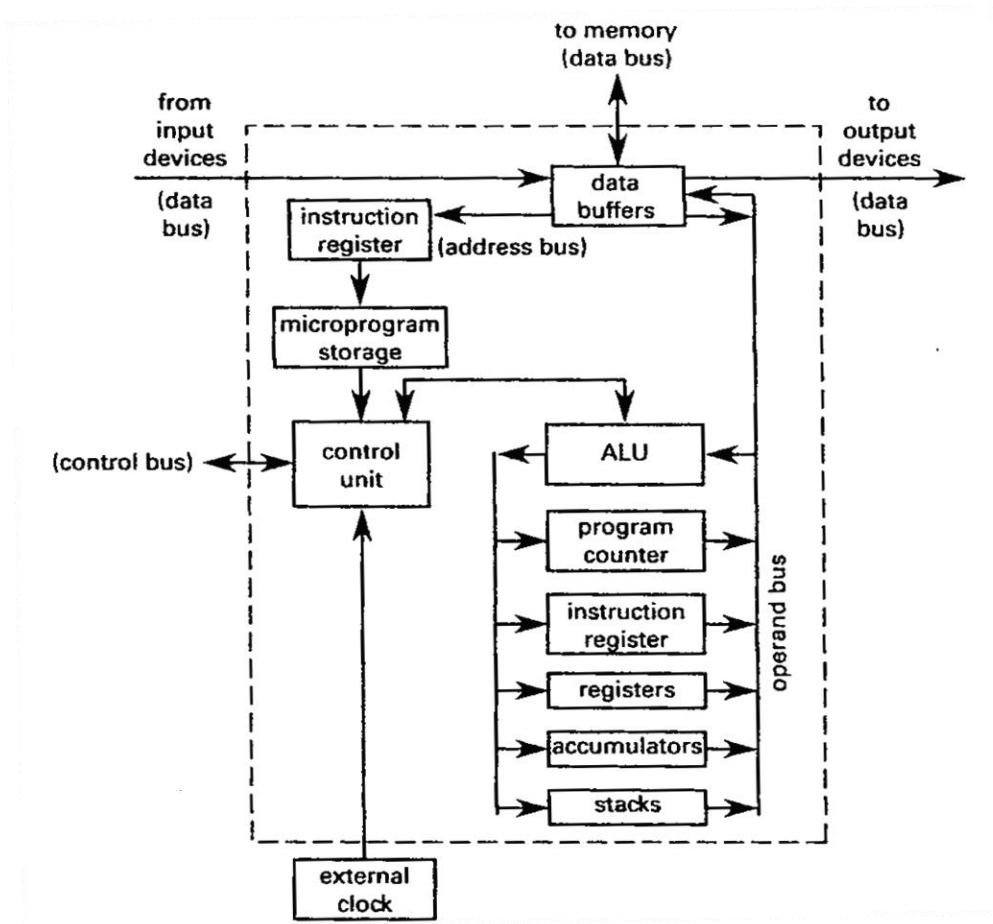 to memory
(data bus)
from
input
devices
to
output
devices
(data
bus)
data
buffers
(data
bus)
instruction
register
(address bus)
microprogram
storage
(control bus)
control
unit
ALU
program
counter
instruction
register
operand bus
registers
accumulators
stacks
external
clock